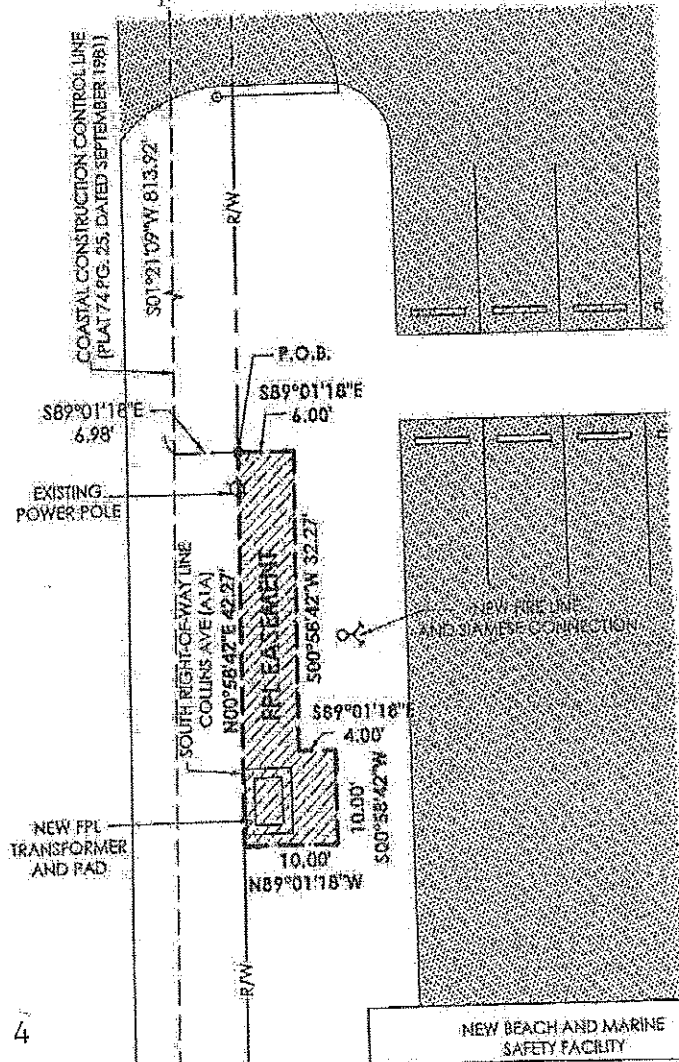 COASTAL CONSTRUCTION CONTROL LINE
(PLAT 74 PG. 25, DATED SEPTEMBER 1981)
S01°21'09"W 813.92'
R/W
P.O.B.
S89°01'18"E
6.00'
S89°01'18"E
6.98'
EXISTING
POWER POLE
SOUTH RIGHT-OF-WAY LINE
COLLINS AVE (A1A)
N00°58'42"E 42.27'
FPL EASEMENT
S00°58'42"W 32.27'
NEW FIRE LINE
AND SIAMESE CONNECTION
S89°01'18"E
4.00'
10.00'
S00°58'42"W
NEW FPL
TRANSFORMER
AND PAD
10.00'
N89°01'18"W
R/W
4
NEW BEACH AND MARINE
SAFETY FACILITY